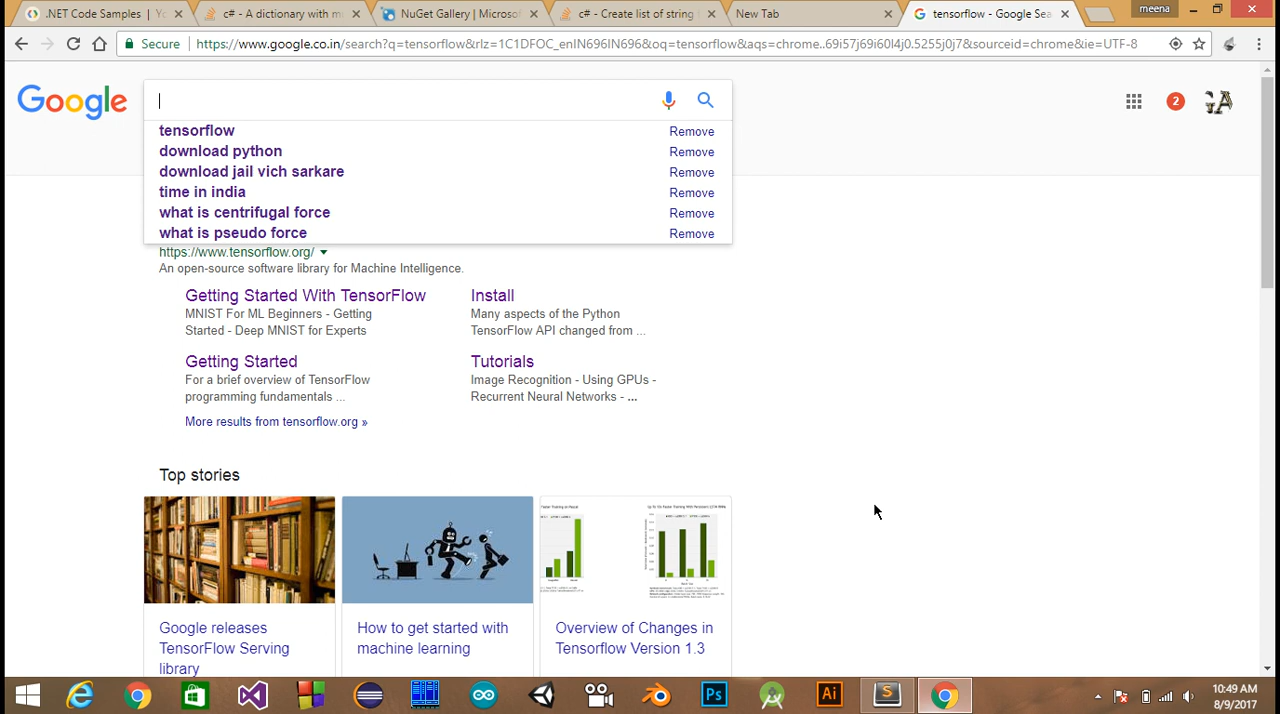 .NET Code Samples | Yo
c# - A dictionary with m
NuGet Gallery | Microsof
c# - Create list of string
New Tab
tensorflow - Google Sea
meena
Secure
https://www.google.co.in/search?q=tensorflow&rlz=1C1DFOC_enIN696IN696&oq=tensorflow&aqs=chrome..69i57j69i60l4j0.5255j0j7&sourceid=chrome&ie=UTF-8
Google
2
tensorflow Remove
download python Remove
download jail vich sarkare Remove
time in india Remove
what is centrifugal force Remove
what is pseudo force Remove
https://www.tensorflow.org/
An open-source software library for Machine Intelligence.
Getting Started With TensorFlow
MNIST For ML Beginners - Getting
Started - Deep MNIST for Experts
Install
Many aspects of the Python
TensorFlow API changed from ...
Getting Started
For a brief overview of TensorFlow
programming fundamentals ...
Tutorials
Image Recognition - Using GPUs -
Recurrent Neural Networks - ...
More results from tensorflow.org »
Top stories
Google releases
TensorFlow Serving
library
How to get started with
machine learning
Overview of Changes in
Tensorflow Version 1.3
Ps
Ai
S
10:49 AM
8/9/2017